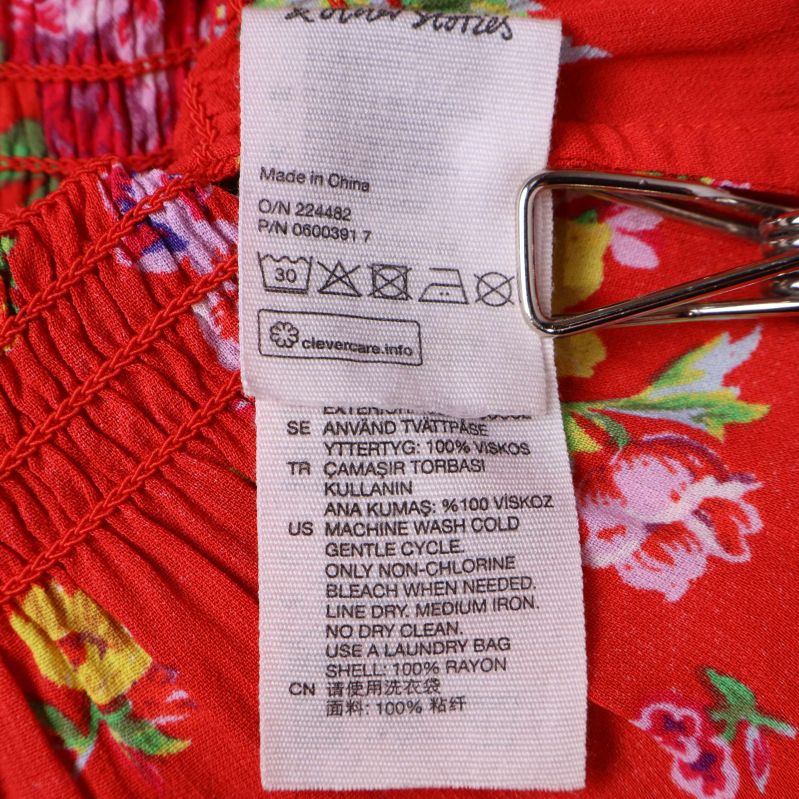 & Other Stories
Made in China
O/N 224482
P/N 0600391 7
30
clevercare.info
SE ANVÄND TVÄTTPÅSE
YTTERTYG: 100% VISKOS
TR ÇAMAŞIR TORBASI
KULLANIN
ANA KUMAŞ: %100 VİSKOZ
US MACHINE WASH COLD
GENTLE CYCLE.
ONLY NON-CHLORINE
BLEACH WHEN NEEDED.
LINE DRY. MEDIUM IRON.
NO DRY CLEAN.
USE A LAUNDRY BAG
SHELL: 100% RAYON
CN 请使用洗衣袋
面料: 100% 粘纤